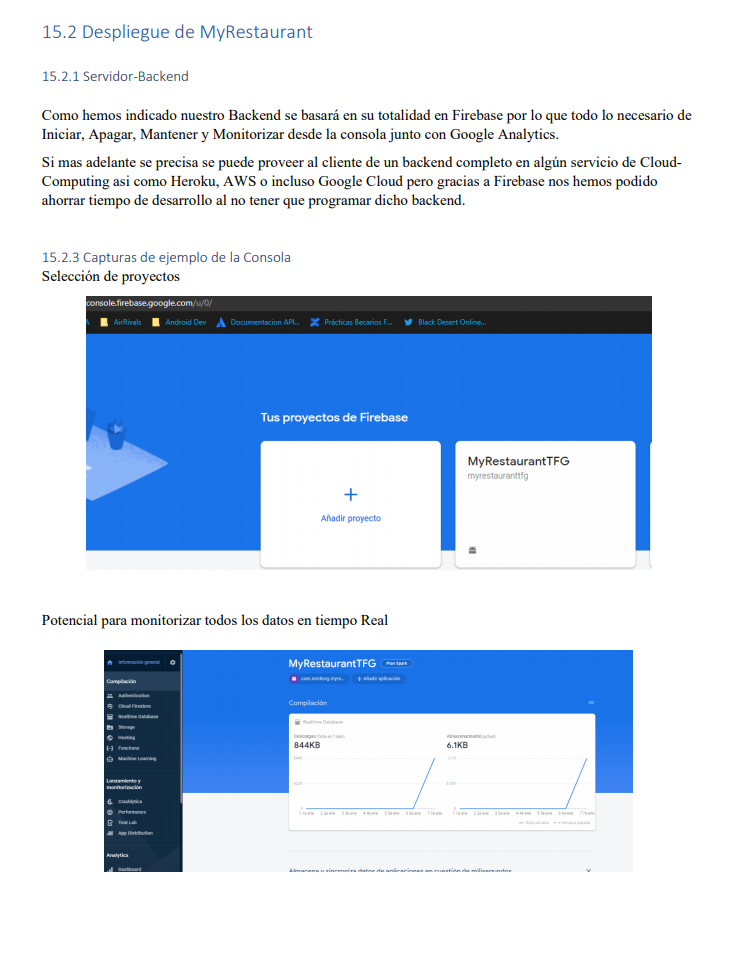 15.2 Despliegue de MyRestaurant
15.2.1 Servidor-Backend
Como hemos indicado nuestro Backend se basará en su totalidad en Firebase por lo que todo lo necesario de
Iniciar, Apagar, Mantener y Monitorizar desde la consola junto con Google Analytics.
Si mas adelante se precisa se puede proveer al cliente de un backend completo en algún servicio de Cloud-
Computing asi como Heroku, AWS o incluso Google Cloud pero gracias a Firebase nos hemos podido
ahorrar tiempo de desarrollo al no tener que programar dicho backend.
15.2.3 Capturas de ejemplo de la Consola
Selección de proyectos
console.firebase.google.com/u/0/
AirRivals Android Dev Documentacion API... Prácticas Becarios F... Black Desert Online...
Tus proyectos de Firebase
MyRestaurantTFG
myrestauranttfg
+
Añadir proyecto
Potencial para monitorizar todos los datos en tiempo Real
Información general
Compilación
Authentication
Cloud Firestore
Realtime Database
Storage
Hosting
Functions
Machine Learning
Lanzamiento y
monitorización
Crashlytics
Performance
Test Lab
App Distribution
Analytics
Dashboard
MyRestaurantTFG Plan Spark
+ Añadir aplicación
Compilación
Realtime Database
Descargas (Total en 7 días) Almacenamiento actual
844KB 6.1KB
Almacena y sincroniza datos de aplicaciones en cuestión de milisegundos